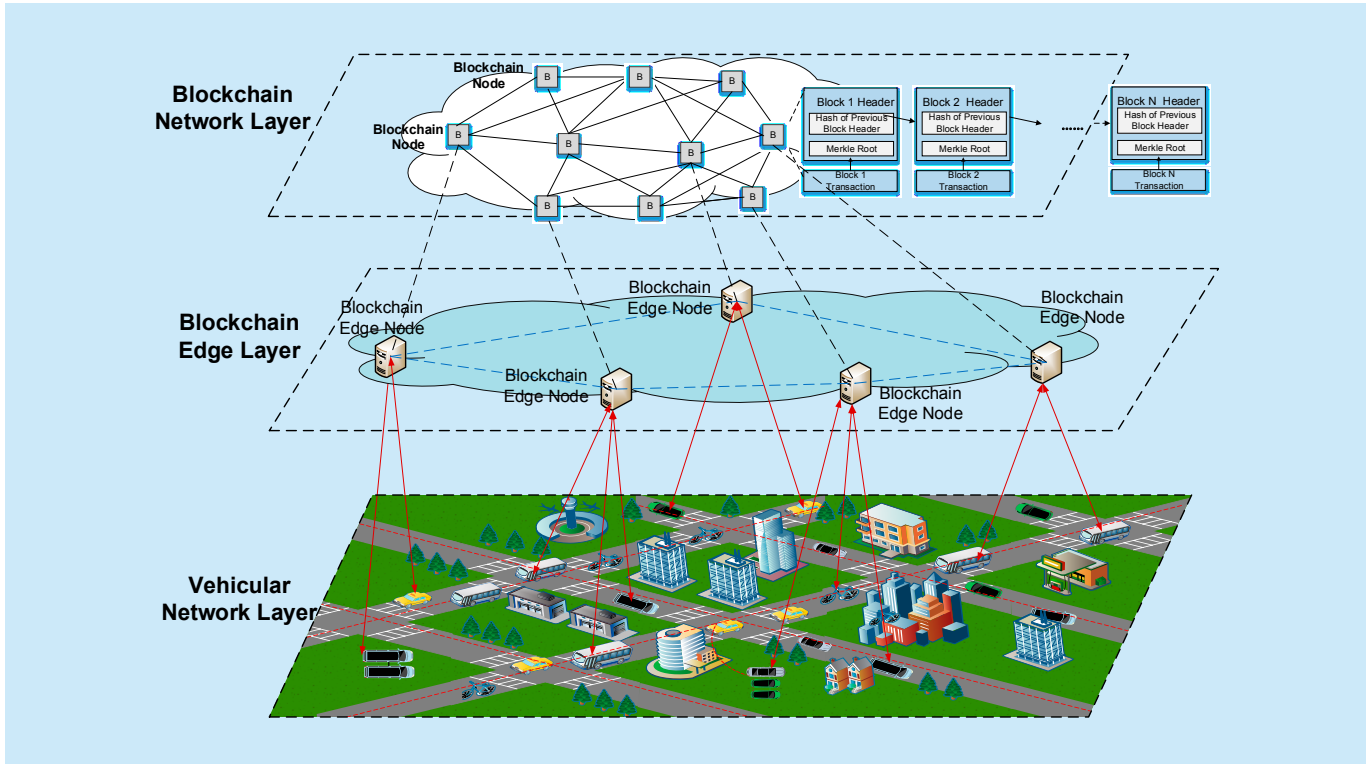 Blockchain
Network Layer
Blockchain
Node
Blockchain
Node
B
B
B
B
B
B
B
B
B
B
Block 1 Header
Hash of Previous
Block Header
Merkle Root
Block 1
Transaction
Block 2 Header
Hash of Previous
Block Header
Merkle Root
Block 2
Transaction
......
Block N Header
Hash of Previous
Block Header
Merkle Root
Block N
Transaction
Blockchain
Edge Layer
Blockchain
Edge Node
Blockchain
Edge Node
Blockchain
Edge Node
Blockchain
Edge Node
Blockchain
Edge Node
Vehicular
Network Layer